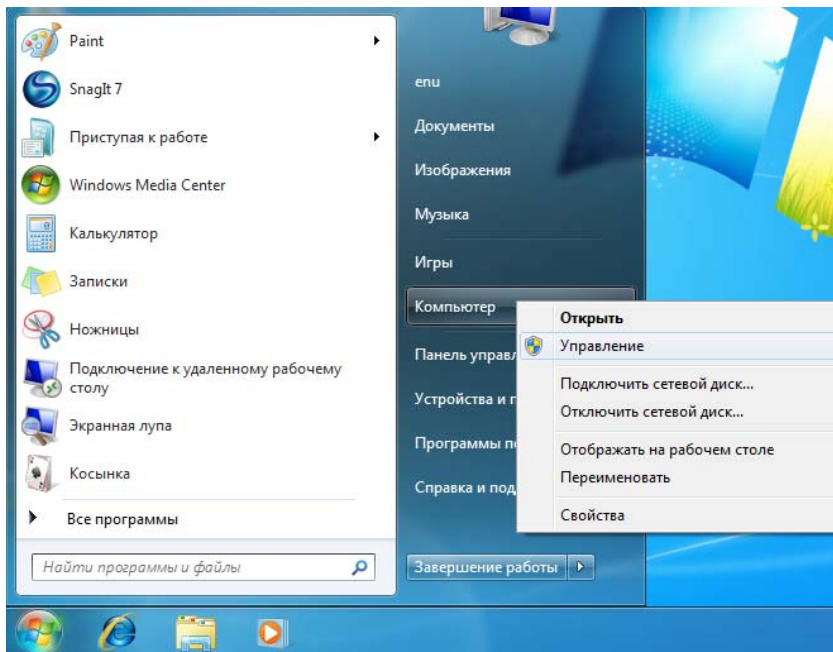 Paint
SnagIt 7
Приступая к работе
Windows Media Center
Калькулятор
Записки
Ножницы
Подключение к удаленному рабочему
столу
Экранная лупа
Косынка
Все программы
Найти программы и файлы
enu
Документы
Изображения
Музыка
Игры
Компьютер
Панель управл
Устройства и п
Программы по
Справка и под
Завершение работы
Открыть
Управление
Подключить сетевой диск...
Отключить сетевой диск...
Отображать на рабочем столе
Переименовать
Свойства